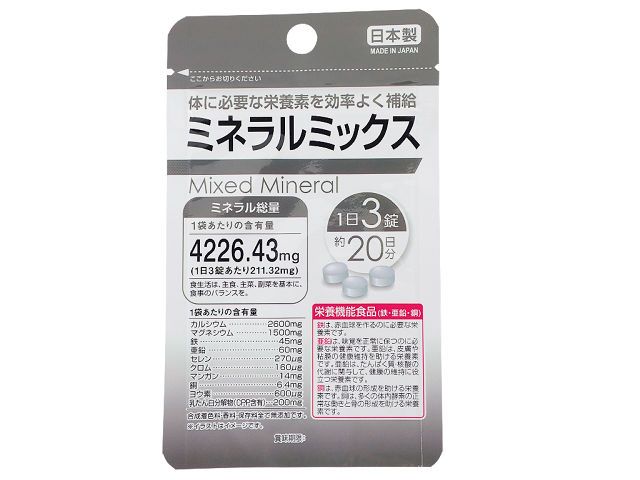 日本製
MADE IN JAPAN
ここからお切りください
体に必要な栄養素を効率よく補給
ミネラルミックス
Mixed Mineral
ミネラル総量
1袋あたりの含有量
4226.43mg
(1日3錠あたり211.32mg)
食生活は、主食、主菜、副菜を基本に、
食事のバランスを。
1日3錠
約20日分
1袋あたりの含有量
カルシウム 2600mg
マグネシウム 1500mg
鉄 45mg
亜鉛 60mg
セレン 270μg
クロム 160μg
マンガン 14mg
銅 6.4mg
ヨウ素 600μg
乳たん白分解物(CPP含有) 200mg
合成着色料・香料・保存料全て無添加です。
※イラストはイメージです。
栄養機能食品(鉄・亜鉛・銅)
鉄は、赤血球を作るのに必要な栄
養素です。
亜鉛は、味覚を正常に保つのに必
要な栄養素です。亜鉛は、皮膚や
粘膜の健康維持を助ける栄養素
です。亜鉛は、たんぱく質・核酸の
代謝に関与して、健康の維持に役
立つ栄養素です。
銅は、赤血球の形成を助ける栄養
素です。銅は、多くの体内酵素の正
常な働きと骨の形成を助ける栄養
素です。
賞味期限: